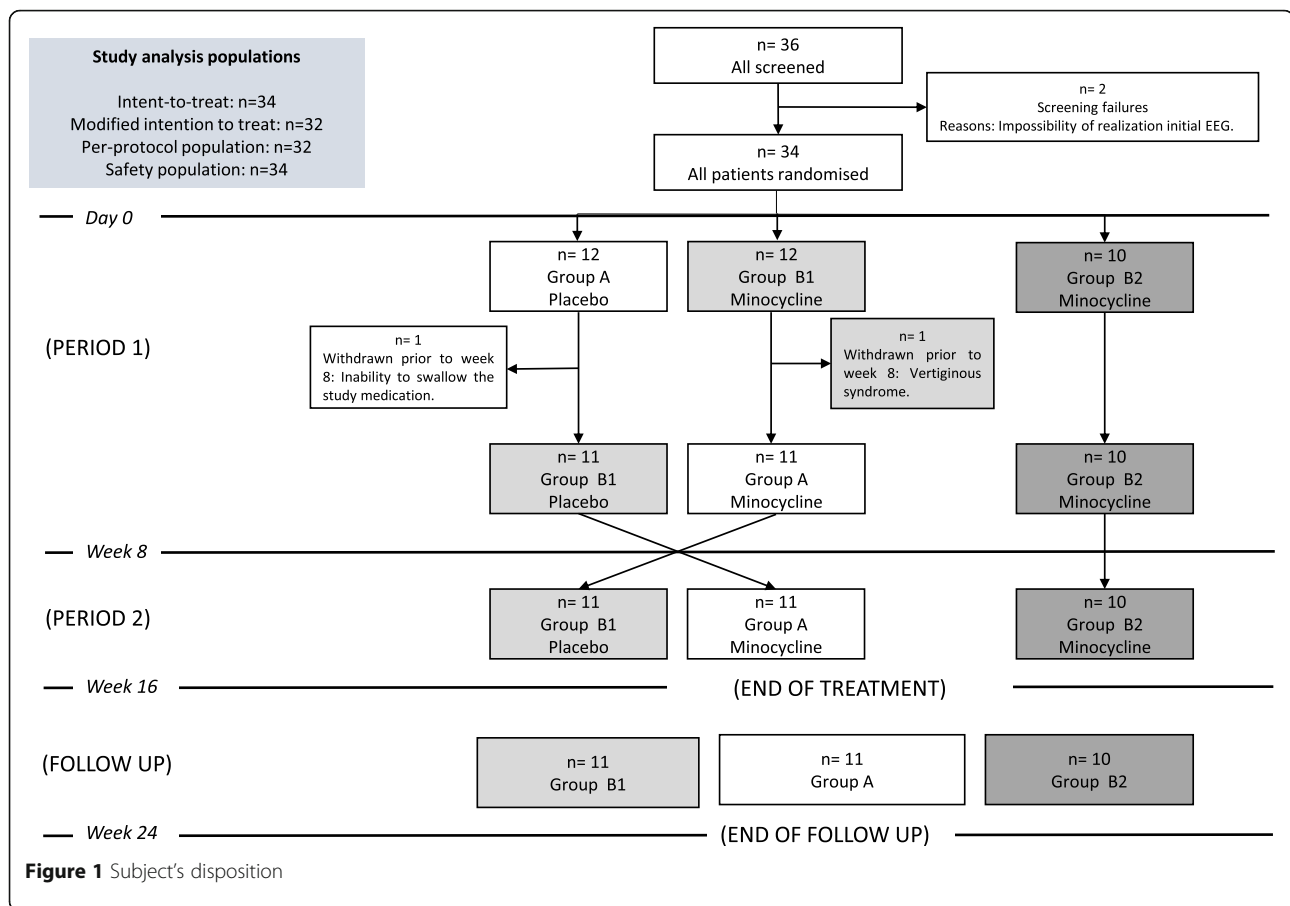 Study analysis populations
Intent-to-treat: n=34
Modified intention to treat: n=32
Per-protocol population: n=32
Safety population: n=34
n= 36
All screened
n= 2
Screening failures
Reasons: Impossibility of realization initial EEG.
n= 34
All patients randomised
Day 0
n= 12
Group A
Placebo
n= 12
Group B1
Minocycline
n= 10
Group B2
Minocycline
(PERIOD 1)
n= 1
Withdrawn prior to week
8: Inability to swallow the
study medication.
n= 1
Withdrawn prior to
week 8: Vertiginous
syndrome.
n= 11
Group B1
Placebo
n= 11
Group A
Minocycline
n= 10
Group B2
Minocycline
Week 8
(PERIOD 2)
n= 11
Group B1
Placebo
n= 11
Group A
Minocycline
n= 10
Group B2
Minocycline
Week 16
(END OF TREATMENT)
(FOLLOW UP)
n= 11
Group B1
n= 11
Group A
n= 10
Group B2
Week 24
(END OF FOLLOW UP)
Figure 1 Subject's disposition